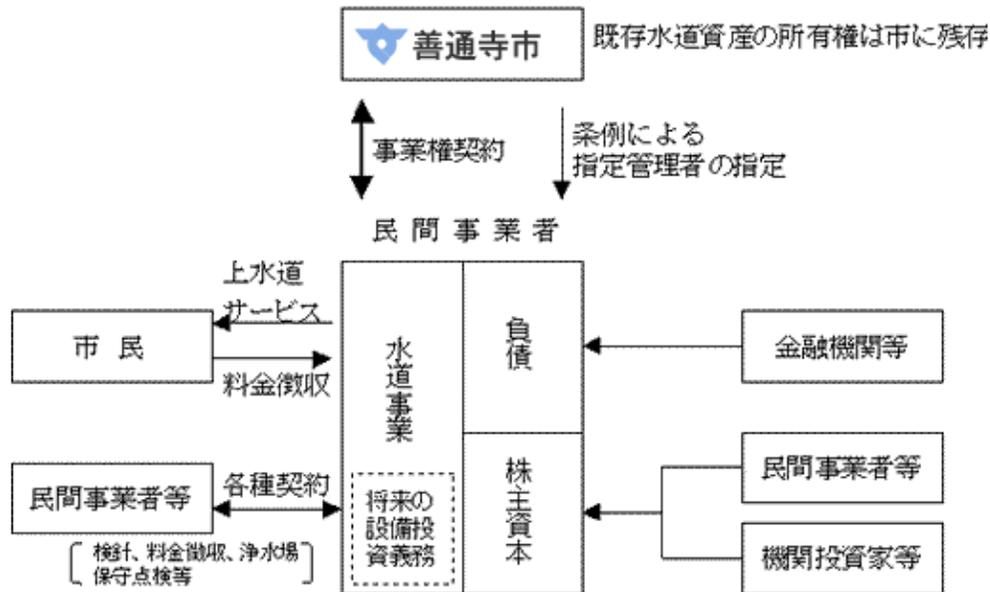 善通寺市
既存水道資産の所有権は市に残存
事業権契約
条例による
指定管理者の指定
民間事業者
上水道
サービス
市民
料金徴収
水道事業
負債
金融機関等
民間事業者等
各種契約
検針、料金徴収、浄水場
保守点検等
将来の
設備投
資義務
株主資本
民間事業者等
機関投資家等